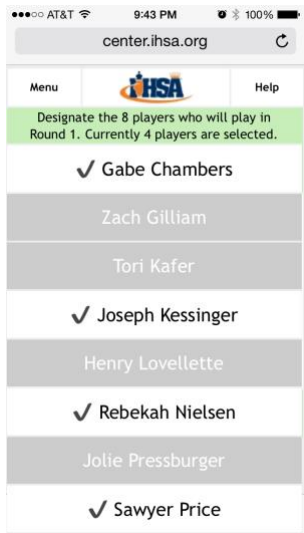 AT&T 9:43 PM 100%
center.ihsa.org
Menu IHSA Help
Designate the 8 players who will play in
Round 1. Currently 4 players are selected.
Gabe Chambers
Zach Gilliam
Tori Kafer
Joseph Kessinger
Henry Lovellette
Rebekah Nielsen
Jolie Pressburger
Sawyer Price